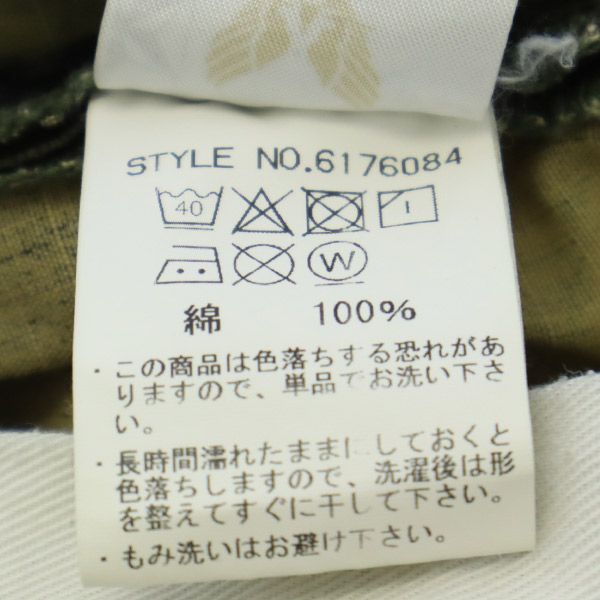 STYLE NO.6176084
40
W
綿 100%
・この商品は色落ちする恐れがあ
りますので、単品でお洗い下さ
い。
・長時間濡れたままにしておくと
色落ちしますので、洗濯後は形
を整えてすぐに干して下さい。
・もみ洗いはお避け下さい。